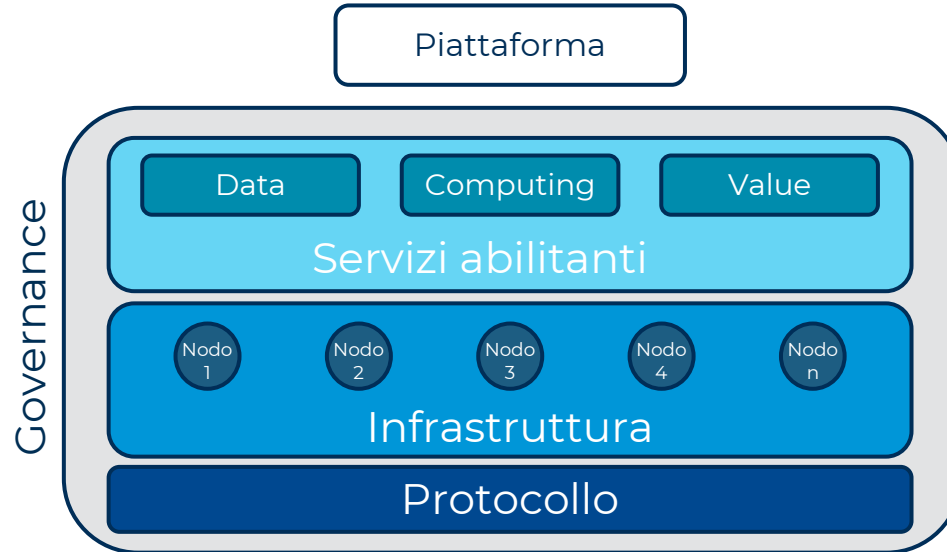 Piattaforma
Governance
Data
Computing
Value
Servizi abilitanti
Nodo
1
Nodo
2
Nodo
3
Nodo
4
Nodo
n
Infrastruttura
Protocollo